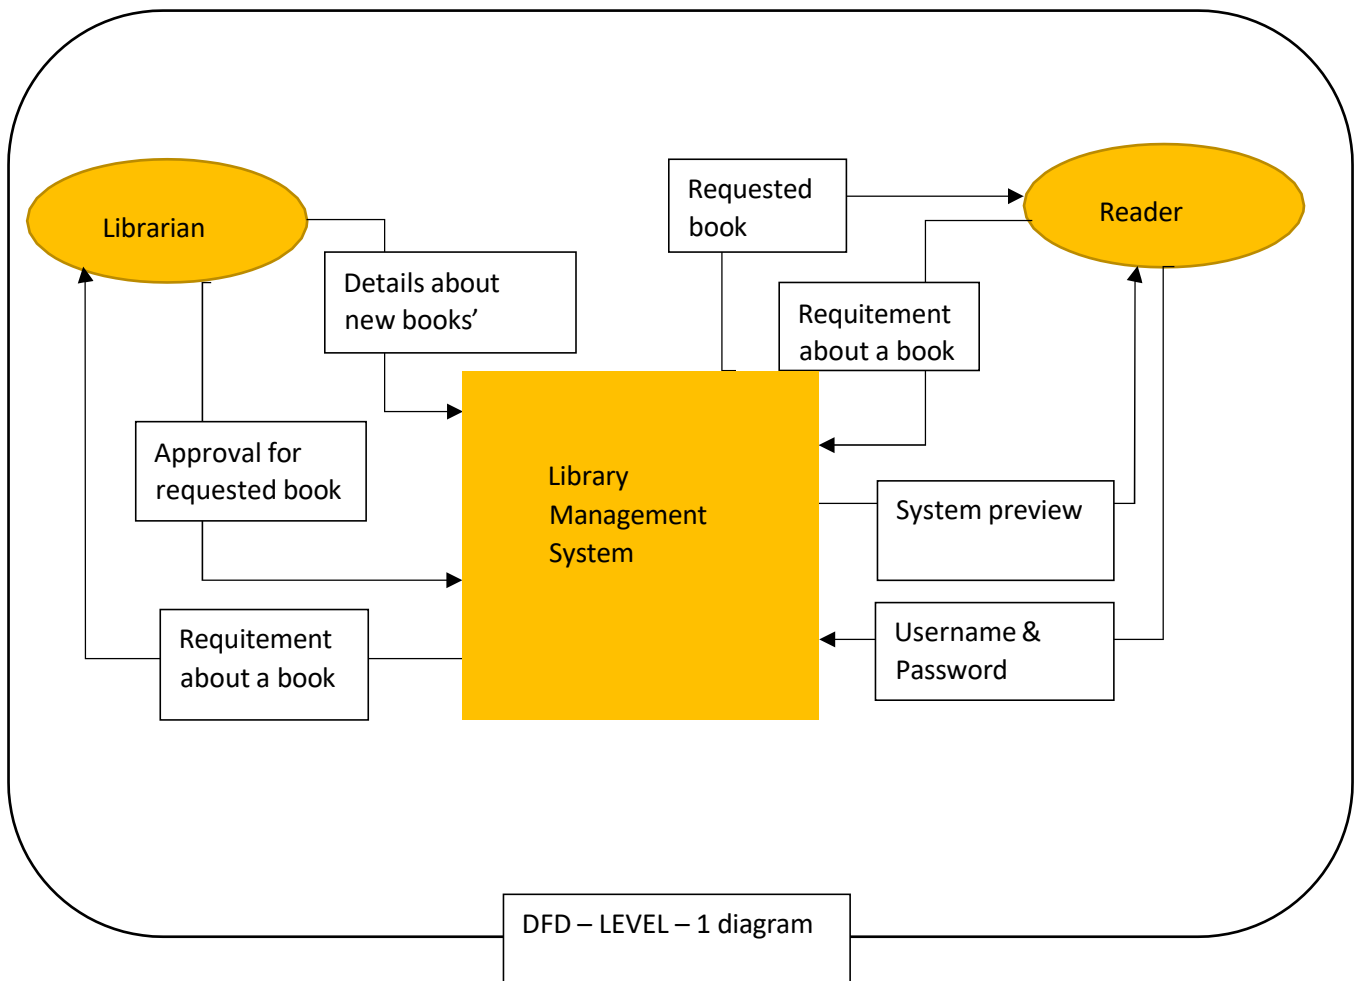 Librarian
Details about
new books’
Approval for
requested book
Requitement
about a book
Library
Management
System
Requested
book
Reader
Requitement
about a book
System preview
Username &
Password
DFD – LEVEL – 1 diagram